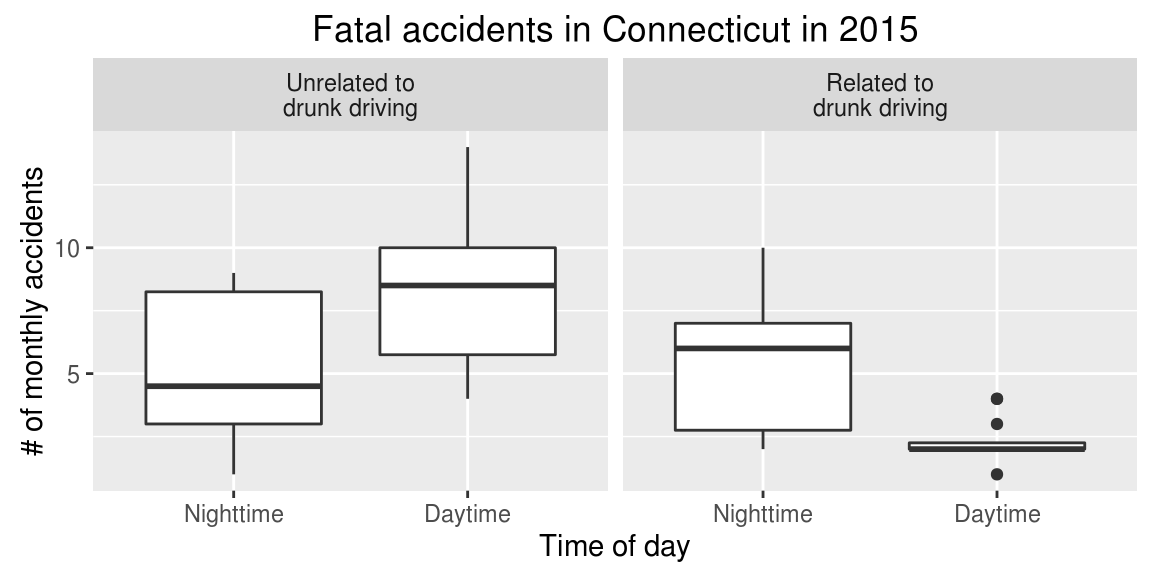 Fatal accidents in Connecticut in 2015
Unrelated to
drunk driving
Related to
drunk driving
# of monthly accidents
10
5
Nighttime
Daytime
Nighttime
Daytime
Time of day